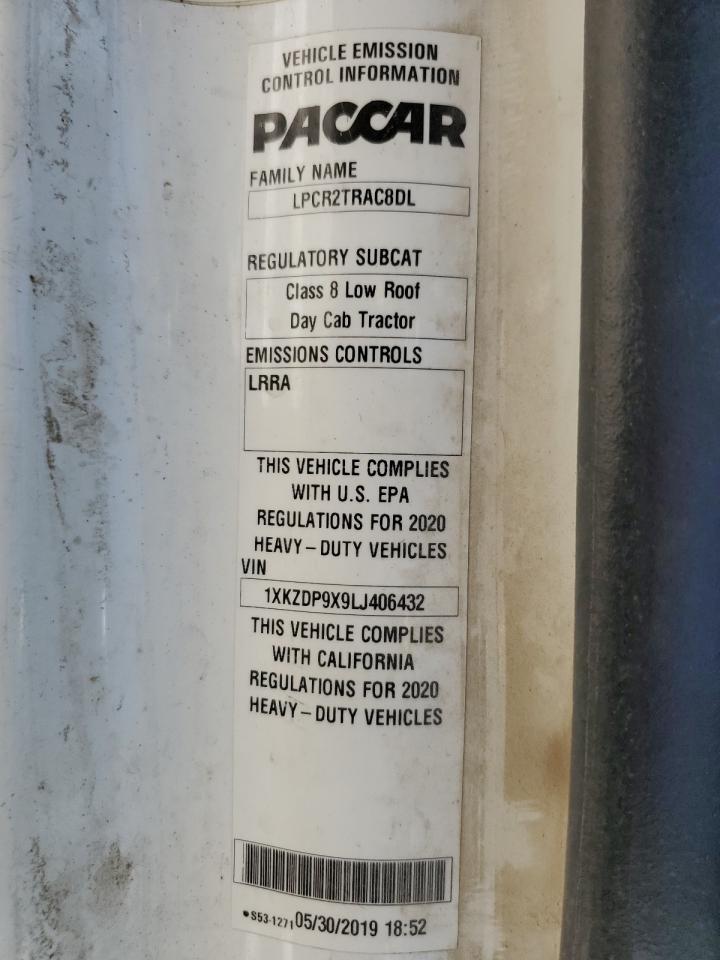 VEHICLE EMISSION
CONTROL INFORMATION
PACCAR
FAMILY NAME
LPCR2TRAC8DL
REGULATORY SUBCAT
Class 8 Low Roof
Day Cab Tractor
EMISSIONS CONTROLS
LRRA
THIS VEHICLE COMPLIES
WITH U.S. EPA
REGULATIONS FOR 2020
HEAVY–DUTY VEHICLES
VIN
1XKZDP9X9LJ406432
THIS VEHICLE COMPLIES
WITH CALIFORNIA
REGULATIONS FOR 2020
HEAVY–DUTY VEHICLES
S53-1271 05/30/2019 18:52